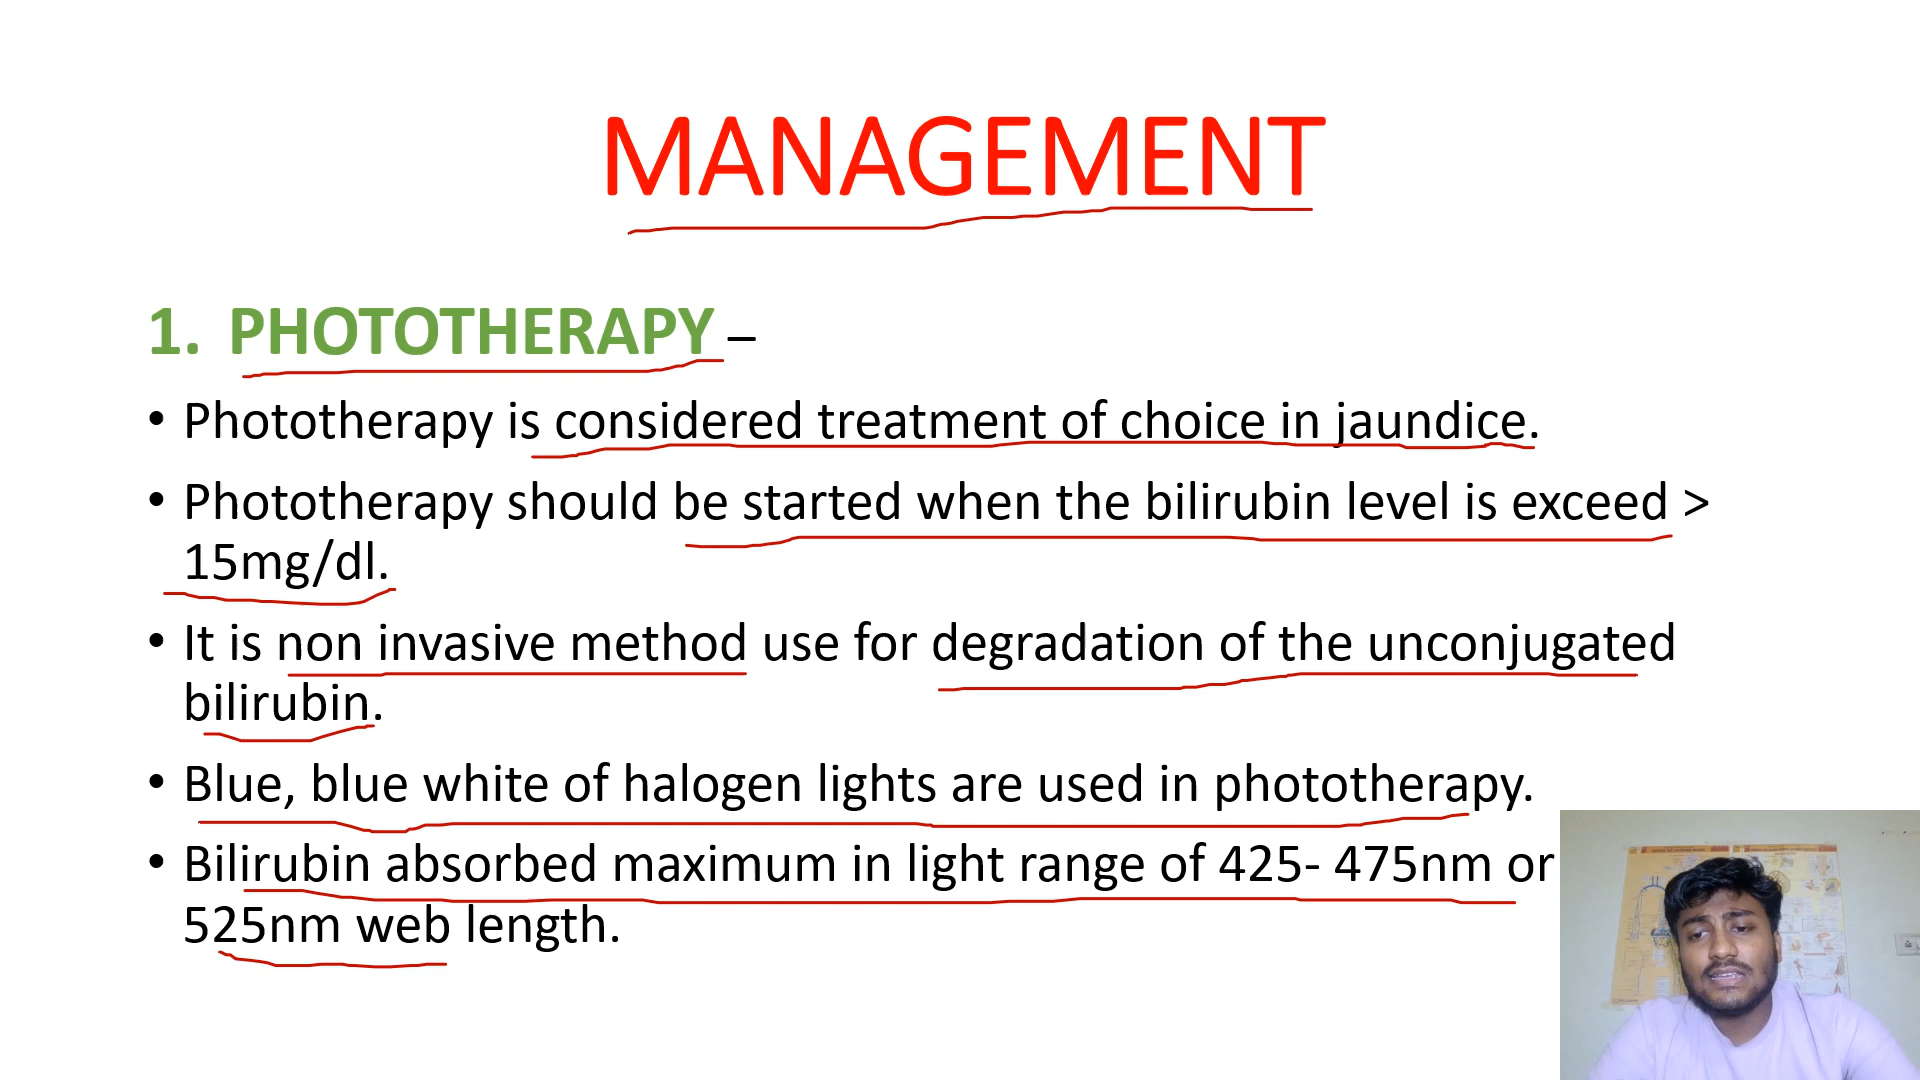 MANAGEMENT
1. PHOTOTHERAPY –
• Phototherapy is considered treatment of choice in jaundice.
• Phototherapy should be started when the bilirubin level is exceed >
15mg/dl.
• It is non invasive method use for degradation of the unconjugated
bilirubin.
• Blue, blue white of halogen lights are used in phototherapy.
• Bilirubin absorbed maximum in light range of 425- 475nm or
525nm web length.